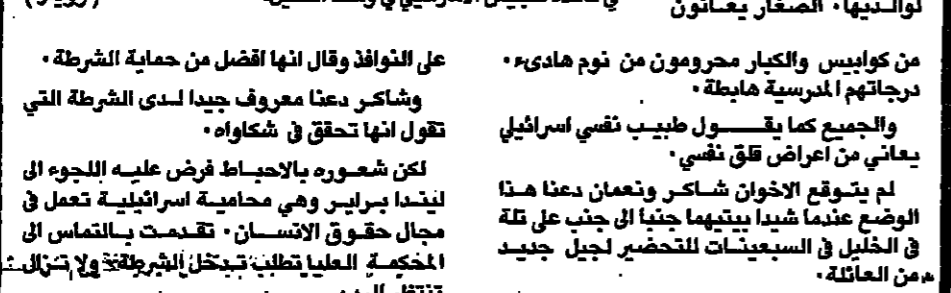 لوالديها. الصغار يعانون
من كوابيس والكبار محرومون من نوم هادىء.
درجاتهم المدرسية هابطة.
والجميع كما يقـــــول طبيب نفسي اسرائيلي
يعاني من اعراض قلق نفسي.
لم يتوقع الاخوان شاكر ونعمان دعنا هذا
الوضع عندما شيدا بيتيهما جنبا الى جنب على تلة
في الخليل في السبعينات للتحضير لجيل جديد
من العائلة.
(رويتر)
على النوافذ وقال انها افضل من حماية الشرطة.
وشاكر دعنا معروف جيدا لدى الشرطة التي
تقول انها تحقق في شكاواه.
لكن شعوره بالاحباط فرض عليه اللجوء الى
ليندا برايير وهي محامية اسرائيلية تعمل في
مجال حقوق الانسان. تقدمت بالتماس الى
المحكمة العليا تطلب تدخل الشرطة ولا تزال